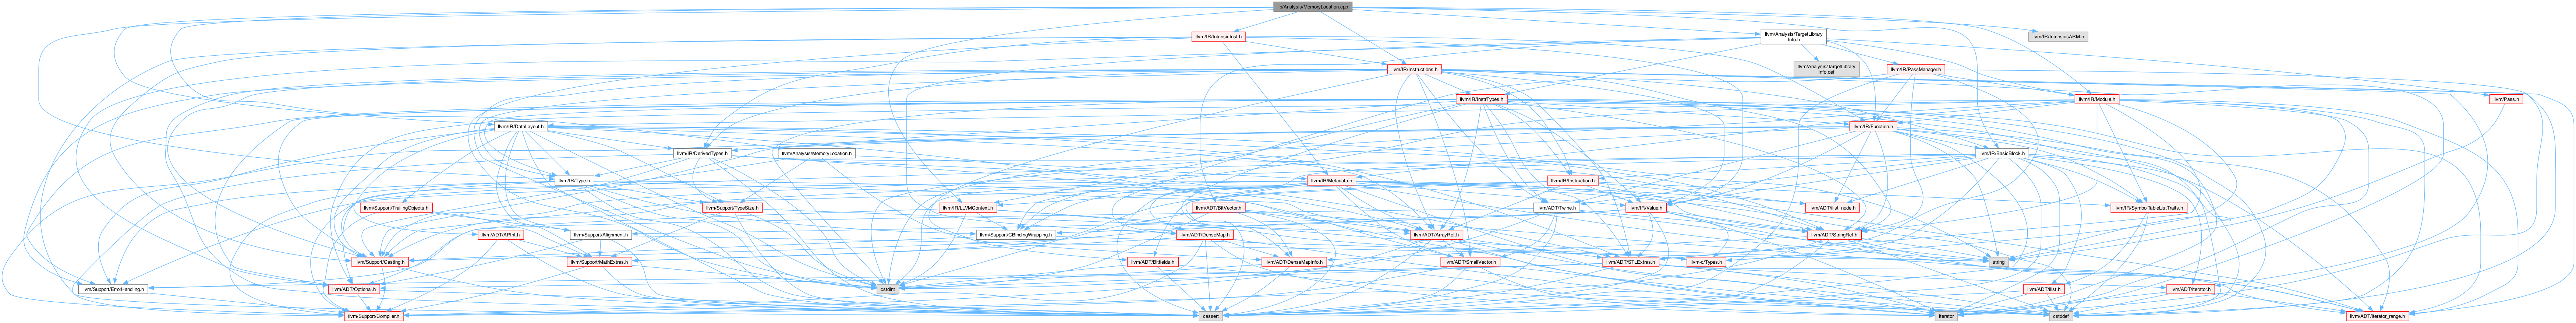 lib/Analysis/MemoryLocation.cpp
llvm/IR/IntrinsicInst.h
llvm/Analysis/TargetLibrary
Info.h
llvm/IR/IntrinsicsARM.h
llvm/IR/Instructions.h
llvm/Analysis/TargetLibrary
Info.def
llvm/IR/PassManager.h
llvm/IR/InstrTypes.h
llvm/IR/Module.h
llvm/Pass.h
llvm/IR/DataLayout.h
llvm/IR/Function.h
llvm/IR/DerivedTypes.h
llvm/Analysis/MemoryLocation.h
llvm/IR/BasicBlock.h
llvm/IR/Type.h
llvm/IR/Metadata.h
llvm/IR/Instruction.h
llvm/Support/TrailingObjects.h
llvm/Support/TypeSize.h
llvm/IR/LLVMContext.h
llvm/ADT/BitVector.h
llvm/ADT/Twine.h
llvm/IR/Value.h
llvm/ADT/ilist_node.h
llvm/IR/SymbolTableListTraits.h
llvm/ADT/APInt.h
llvm/Support/Alignment.h
llvm/Support/CBindingWrapping.h
llvm/ADT/DenseMap.h
llvm/ADT/ArrayRef.h
llvm/ADT/StringRef.h
llvm/Support/Casting.h
llvm/Support/MathExtras.h
llvm/ADT/Bitfields.h
llvm/ADT/DenseMapInfo.h
llvm/ADT/SmallVector.h
llvm/ADT/STLExtras.h
llvm-c/Types.h
string
llvm/Support/ErrorHandling.h
llvm/ADT/Optional.h
cstdint
llvm/ADT/ilist.h
llvm/ADT/iterator.h
llvm/Support/Compiler.h
cassert
iterator
cstddef
llvm/ADT/iterator_range.h